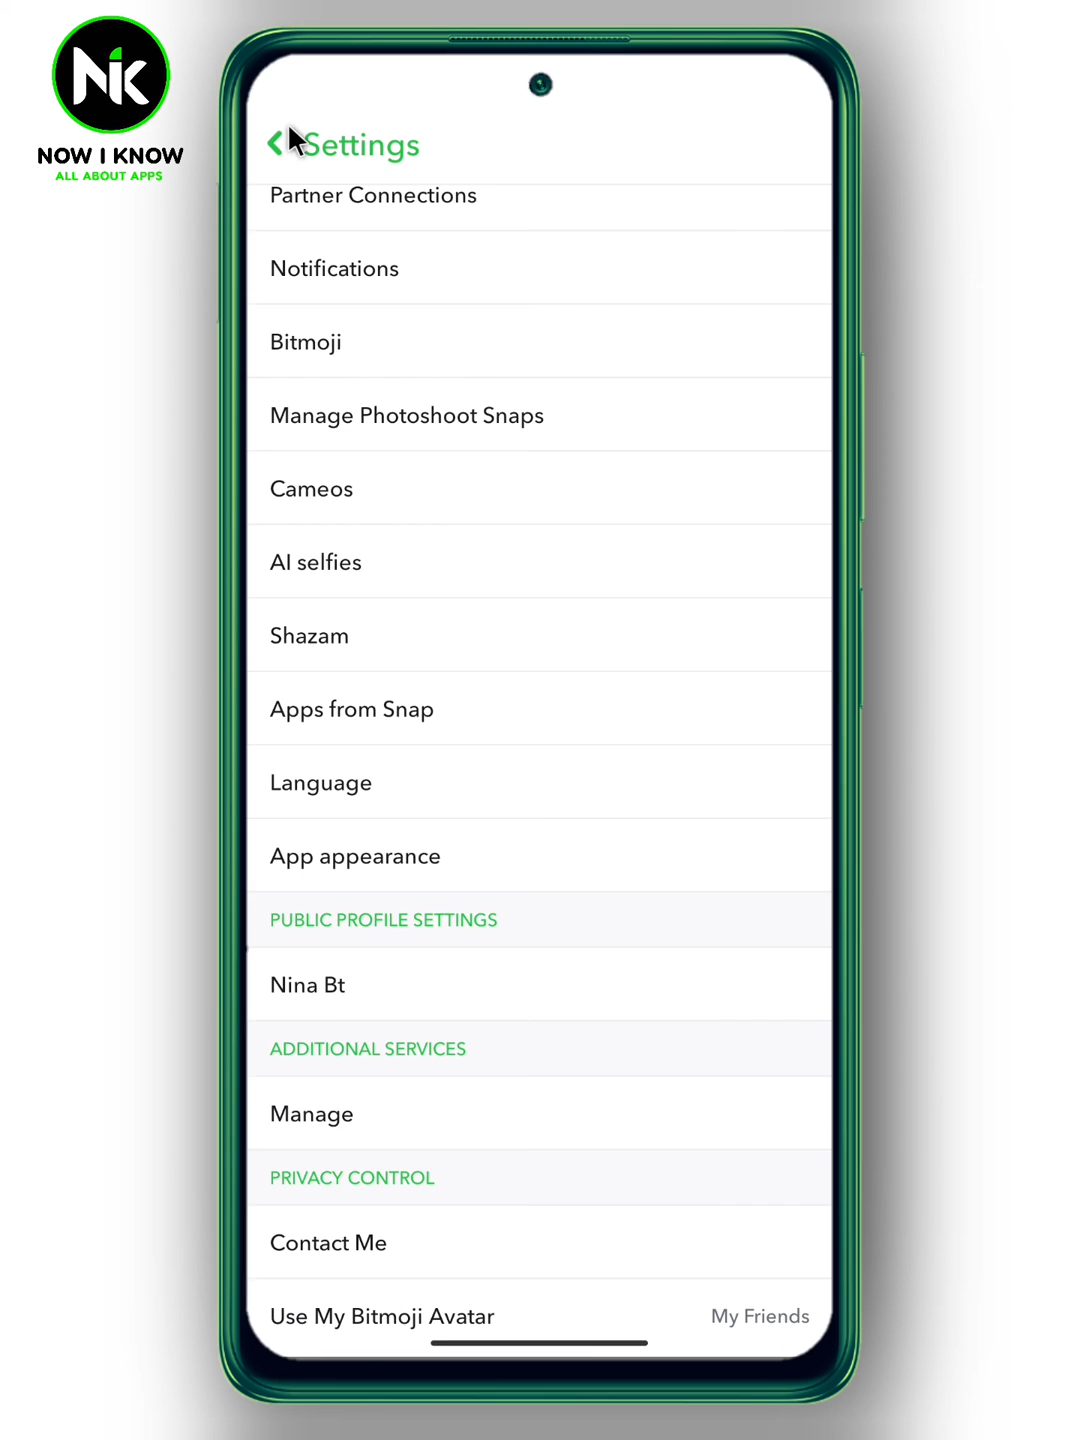 NiK
NOW I KNOW
ALL ABOUT APPS
Settings
Partner Connections
Notifications
Bitmoji
Manage Photoshoot Snaps
Cameos
AI selfies
Shazam
Apps from Snap
Language
App appearance
PUBLIC PROFILE SETTINGS
Nina Bt
ADDITIONAL SERVICES
Manage
PRIVACY CONTROL
Contact Me
Use My Bitmoji Avatar My Friends